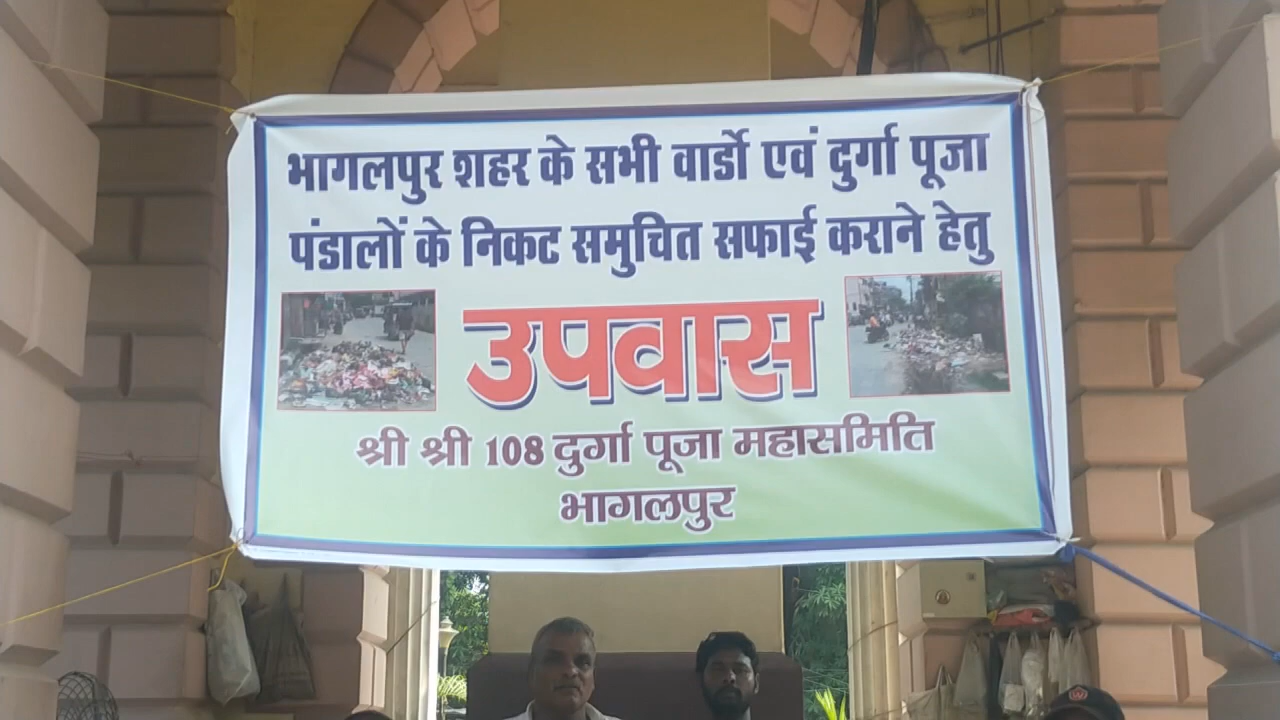 भागलपुर शहर के सभी वार्डो एवं दुर्गा पूजा
पंडालों के निकट समुचित सफाई कराने हेतु
उपवास
श्री श्री 108 दुर्गा पूजा महासमिति
भागलपुर